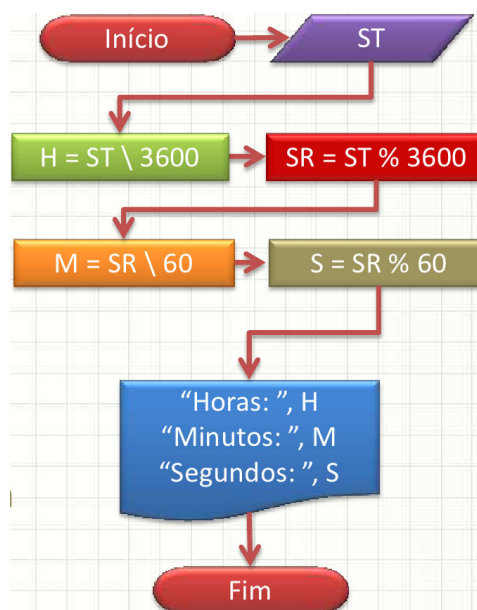 Início
ST
H = ST \ 3600
SR = ST % 3600
M = SR \ 60
S = SR % 60
“Horas: ”, H
“Minutos: ”, M
“Segundos: ”, S
Fim